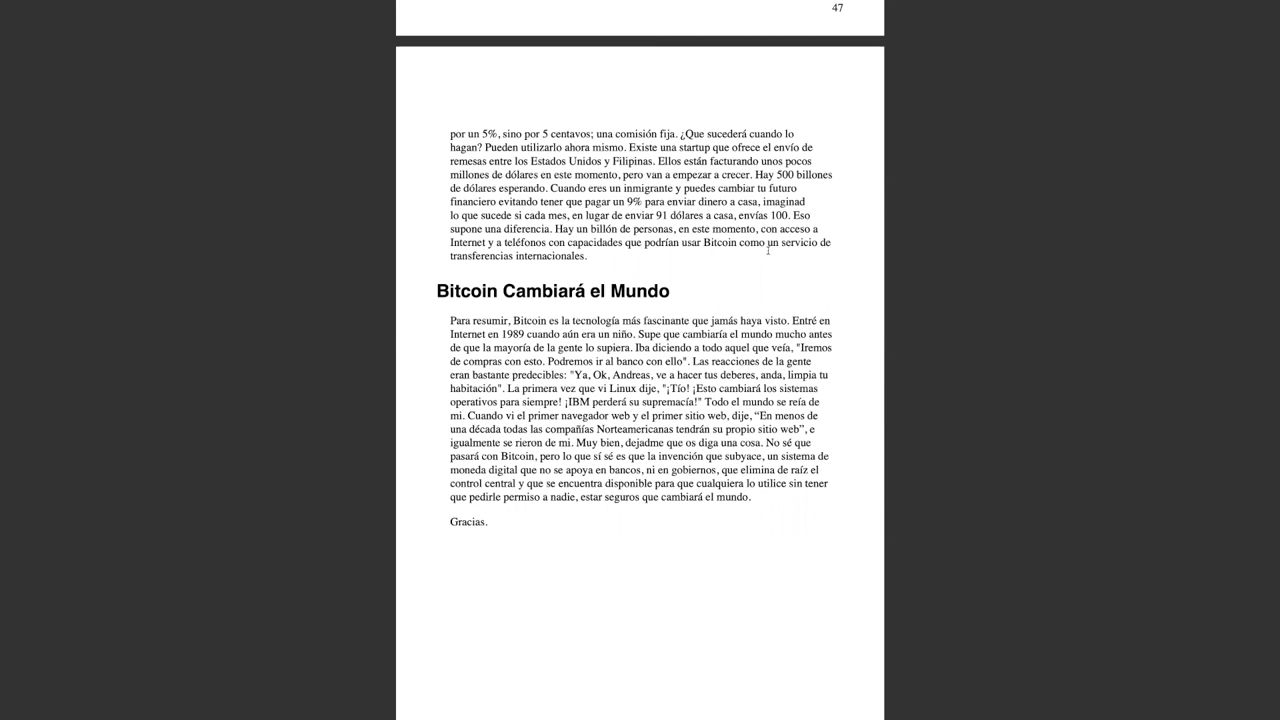 47
por un 5%, sino por 5 centavos; una comisión fija. ¿Que sucederá cuando lo
hagan? Pueden utilizarlo ahora mismo. Existe una startup que ofrece el envío de
remesas entre los Estados Unidos y Filipinas. Ellos están facturando unos pocos
millones de dólares en este momento, pero van a empezar a crecer. Hay 500 billones
de dólares esperando. Cuando eres un inmigrante y puedes cambiar tu futuro
financiero evitando tener que pagar un 9% para enviar dinero a casa, imaginad
lo que sucede si cada mes, en lugar de enviar 91 dólares a casa, envías 100. Eso
supone una diferencia. Hay un billón de personas, en este momento, con acceso a
Internet y a teléfonos con capacidades que podrían usar Bitcoin como un servicio de
transferencias internacionales.
Bitcoin Cambiará el Mundo
Para resumir, Bitcoin es la tecnología más fascinante que jamás haya visto. Entré en
Internet en 1989 cuando aún era un niño. Supe que cambiaría el mundo mucho antes
de que la mayoría de la gente lo supiera. Iba diciendo a todo aquel que veía, "Iremos
de compras con esto. Podremos ir al banco con ello". Las reacciones de la gente
eran bastante predecibles: "Ya, Ok, Andreas, ve a hacer tus deberes, anda, limpia tu
habitación". La primera vez que vi Linux dije, "¡Tío! ¡Esto cambiará los sistemas
operativos para siempre! ¡IBM perderá su supremacía!" Todo el mundo se reía de
mi. Cuando vi el primer navegador web y el primer sitio web, dije, “En menos de
una década todas las compañías Norteamericanas tendrán su propio sitio web”, e
igualmente se rieron de mi. Muy bien, dejadme que os diga una cosa. No sé que
pasará con Bitcoin, pero lo que sí sé es que la invención que subyace, un sistema de
moneda digital que no se apoya en bancos, ni en gobiernos, que elimina de raíz el
control central y que se encuentra disponible para que cualquiera lo utilice sin tener
que pedirle permiso a nadie, estar seguros que cambiará el mundo.
Gracias.